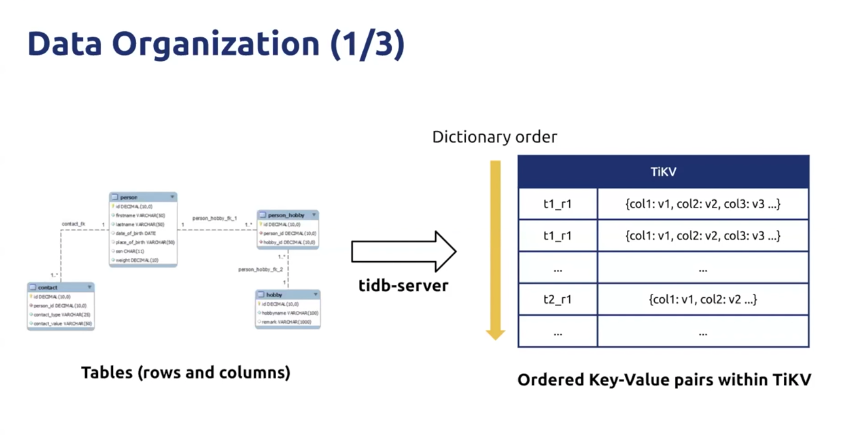 Data Organization (1/3)
Dictionary order
TiKV
t1_r1 {col1: v1, col2: v2, col3: v3 ...}
t1_r1 {col1: v1, col2: v2, col3: v3 ...}
... ...
t2_r1 {col1: v1, col2: v2 ...}
... ...
person
id DECIMAL(10,0)
firstname VARCHAR(50)
lastname VARCHAR(50)
date_of_birth DATE
place_of_birth VARCHAR(50)
CHAR(11)
weight DECIMAL(10)
contact_fk
1
1..*
person_hobby_fk_1
1
1..*
person_hobby
id DECIMAL(10,0)
person_id DECIMAL(10,0)
hobby_id DECIMAL(10,0)
1..*
person_hobby_fk_2
1
contact
id DECIMAL(10,0)
person_id DECIMAL(10,0)
contact_type VARCHAR(25)
contact_value VARCHAR(50)
hobby
id DECIMAL(10,0)
hobbyname VARCHAR(100)
remark VARCHAR(1000)
tidb-server
Tables (rows and columns)
Ordered Key-Value pairs within TiKV